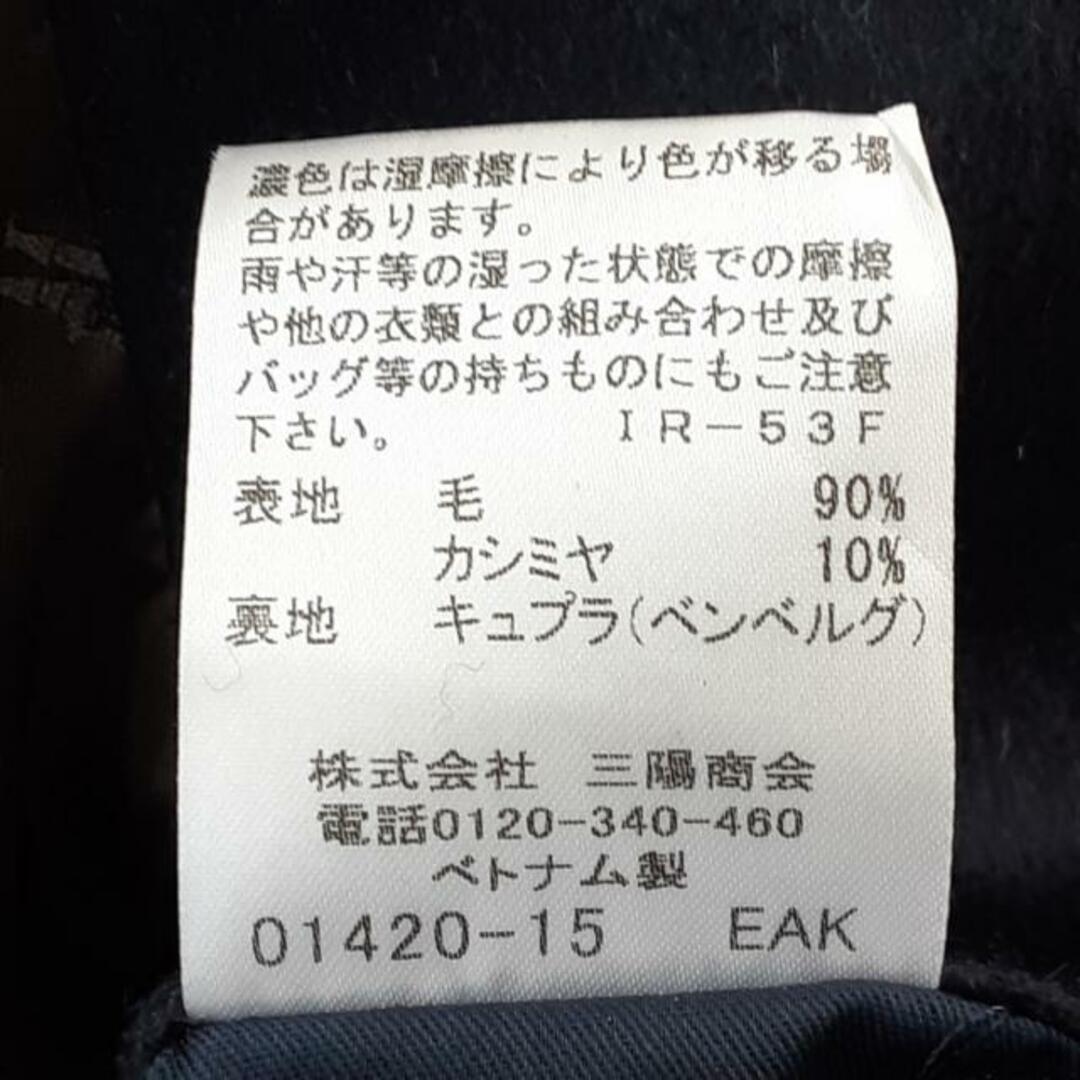 濃色は湿摩擦により色が移る場
合があります。
雨や汗等の湿った状態での摩擦
や他の衣類との組み合わせ及び
バッグ等の持ちものにもご注意
下さい。 IR-53F
表地 毛 90%
カシミヤ 10%
裏地 キュプラ(ベンベルグ)
株式会社 三陽商会
電話0120-340-460
ベトナム製
01420-15 EAK